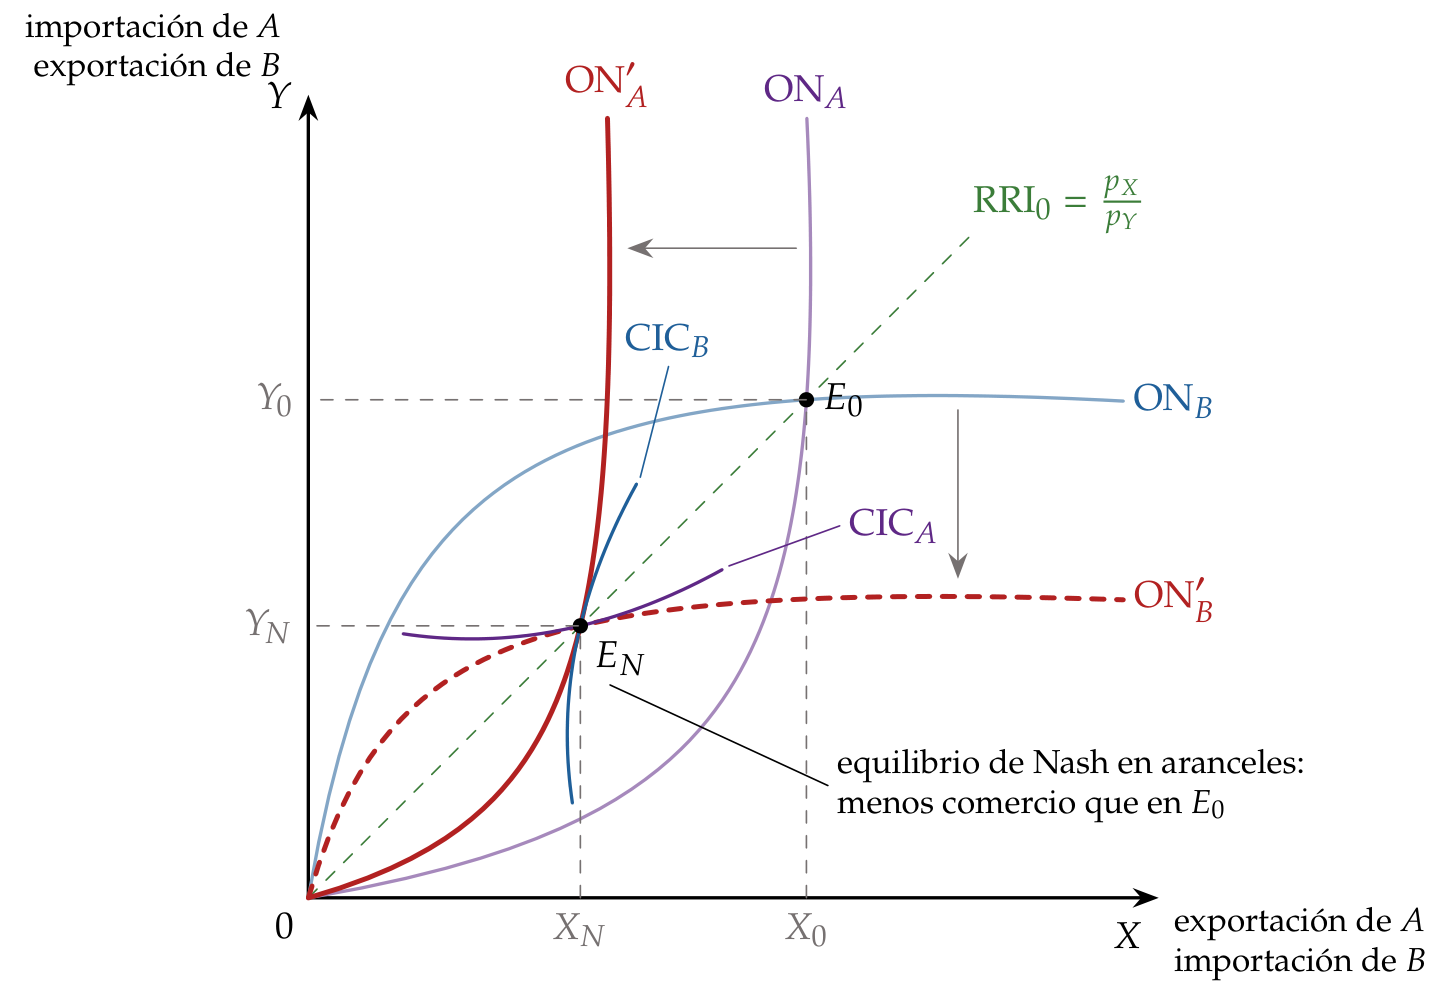 importación de A
exportación de B
Y
ON′A
ONA
RRI0 = pX/pY
CICB
Y0
E0
ONB
CICA
ON′B
YN
EN
equilibrio de Nash en aranceles:
menos comercio que en E0
0
XN
X0
X
exportación de A
importación de B